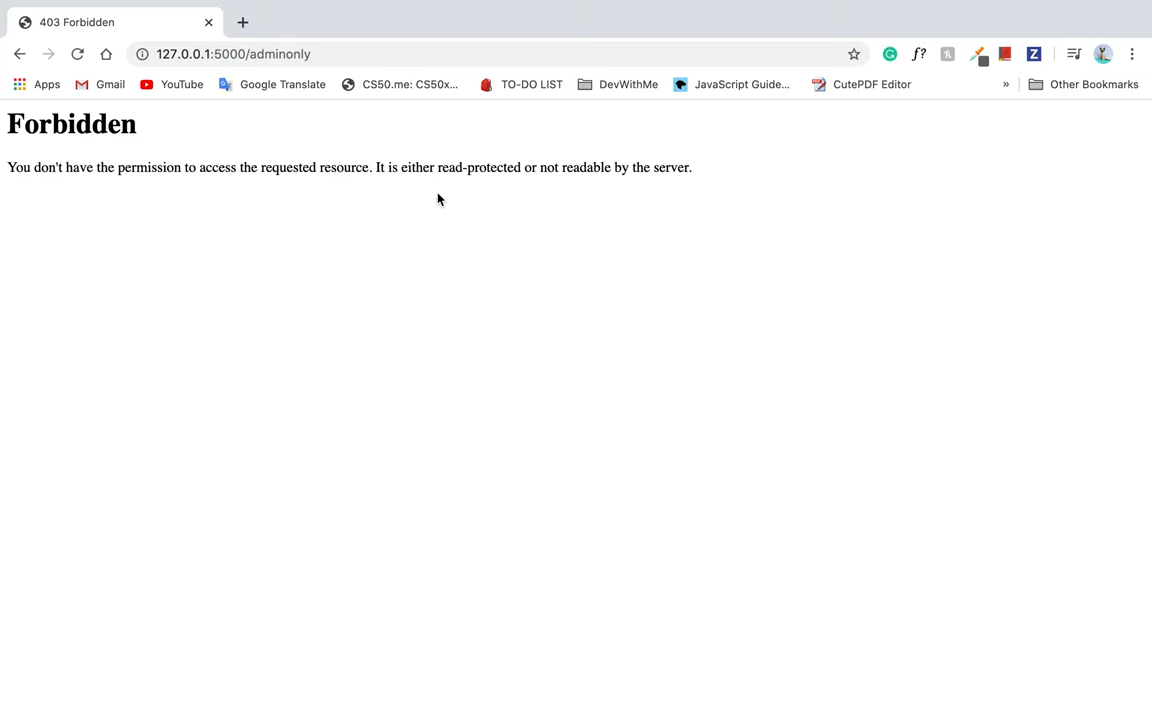 403 Forbidden
127.0.0.1:5000/adminonly
f?
Z
Apps Gmail YouTube Google Translate CS50.me: CS50x... TO-DO LIST DevWithMe JavaScript Guide... CutePDF Editor » Other Bookmarks
Forbidden
You don't have the permission to access the requested resource. It is either read-protected or not readable by the server.